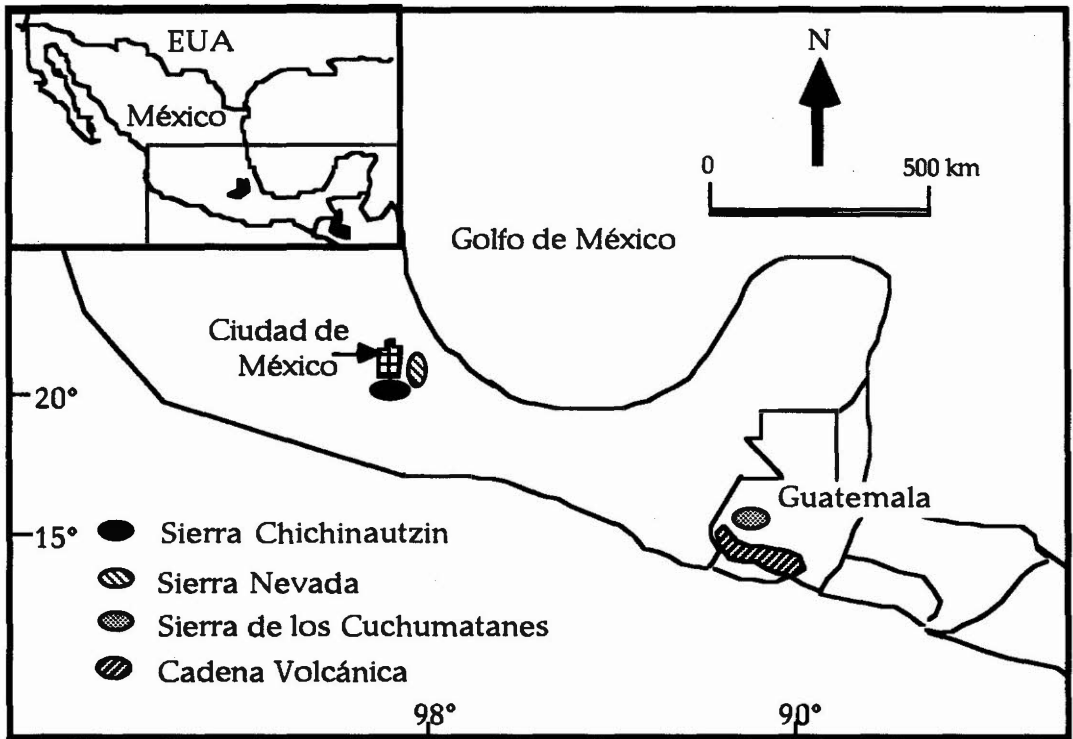 EUA
México
N
0 500 km
Golfo de México
Ciudad de
México
20°
Guatemala
15°
Sierra Chichinautzin
Sierra Nevada
Sierra de los Cuchumatanes
Cadena Volcánica
98° 90°